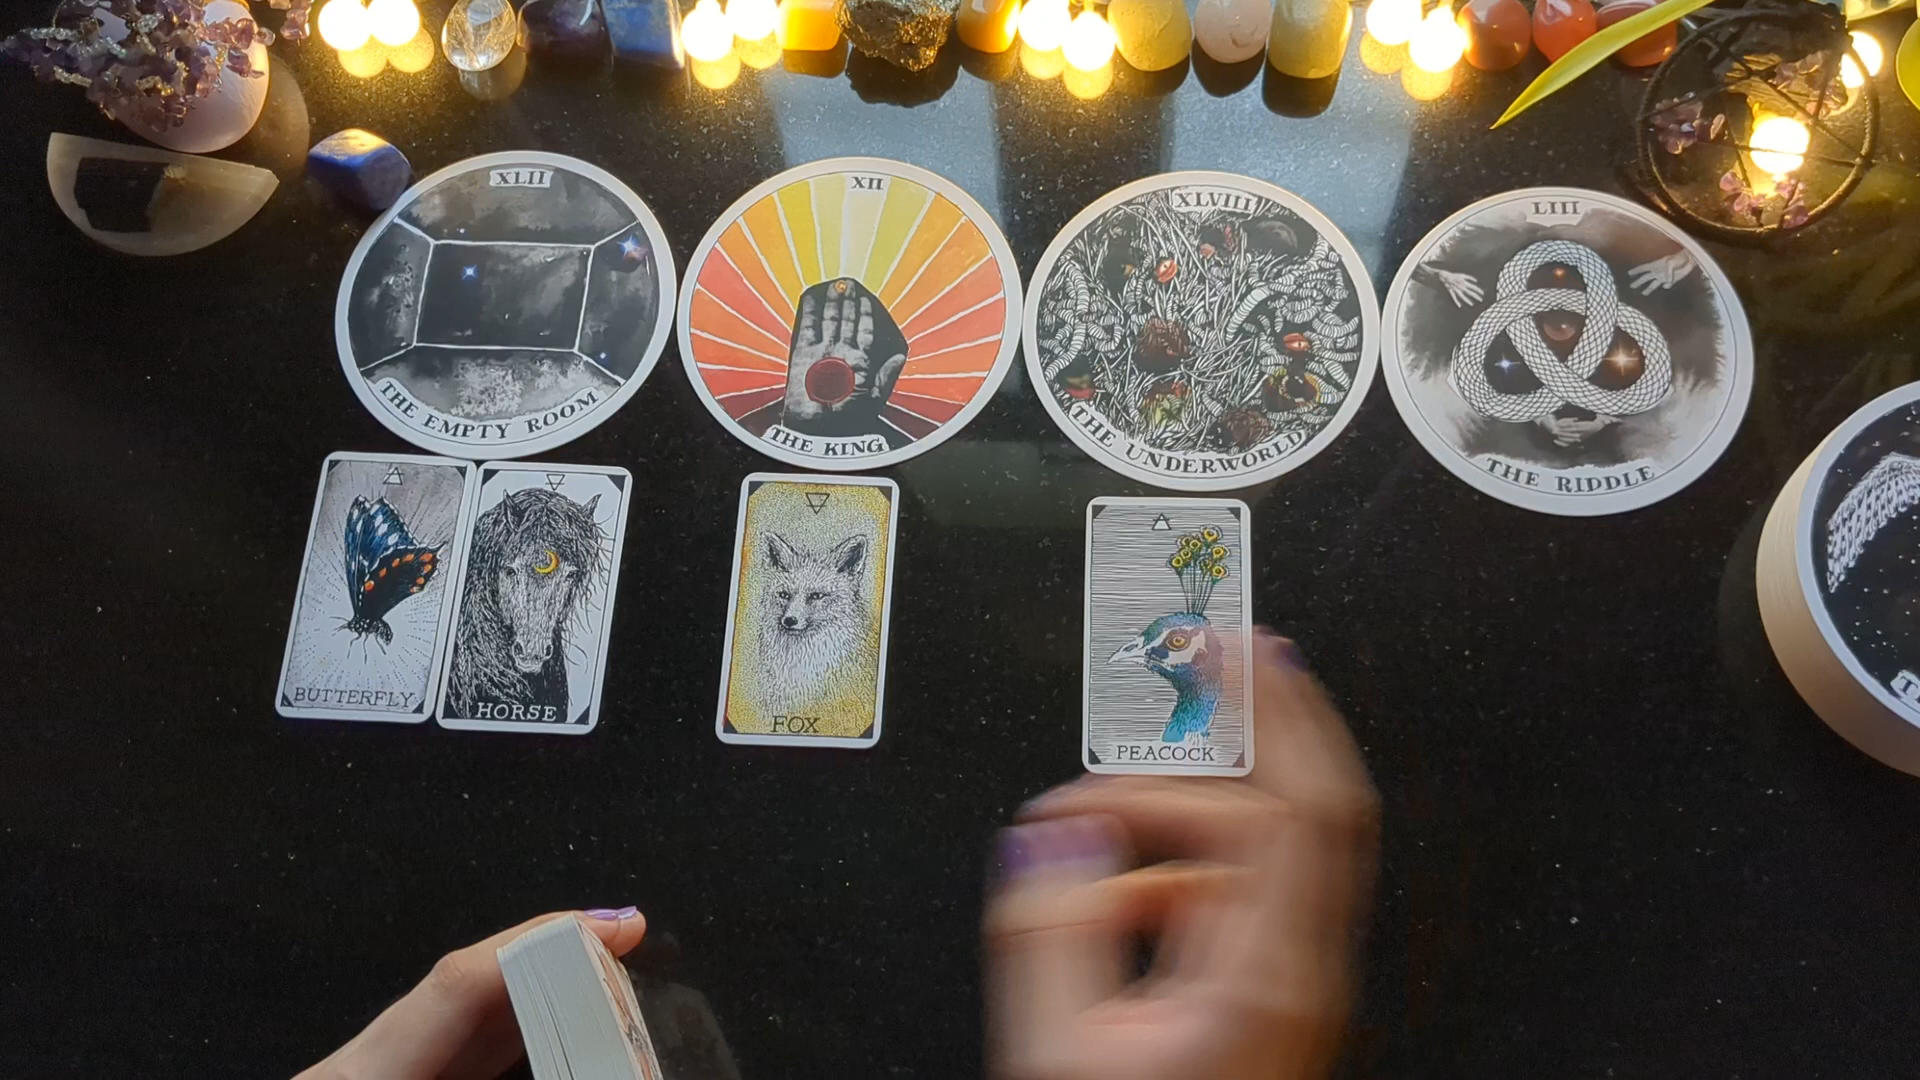 XLII
THE EMPTY ROOM
XII
THE KING
XLVIII
THE UNDERWORLD
LIII
THE RIDDLE
BUTTERFLY
HORSE
FOX
PEACOCK